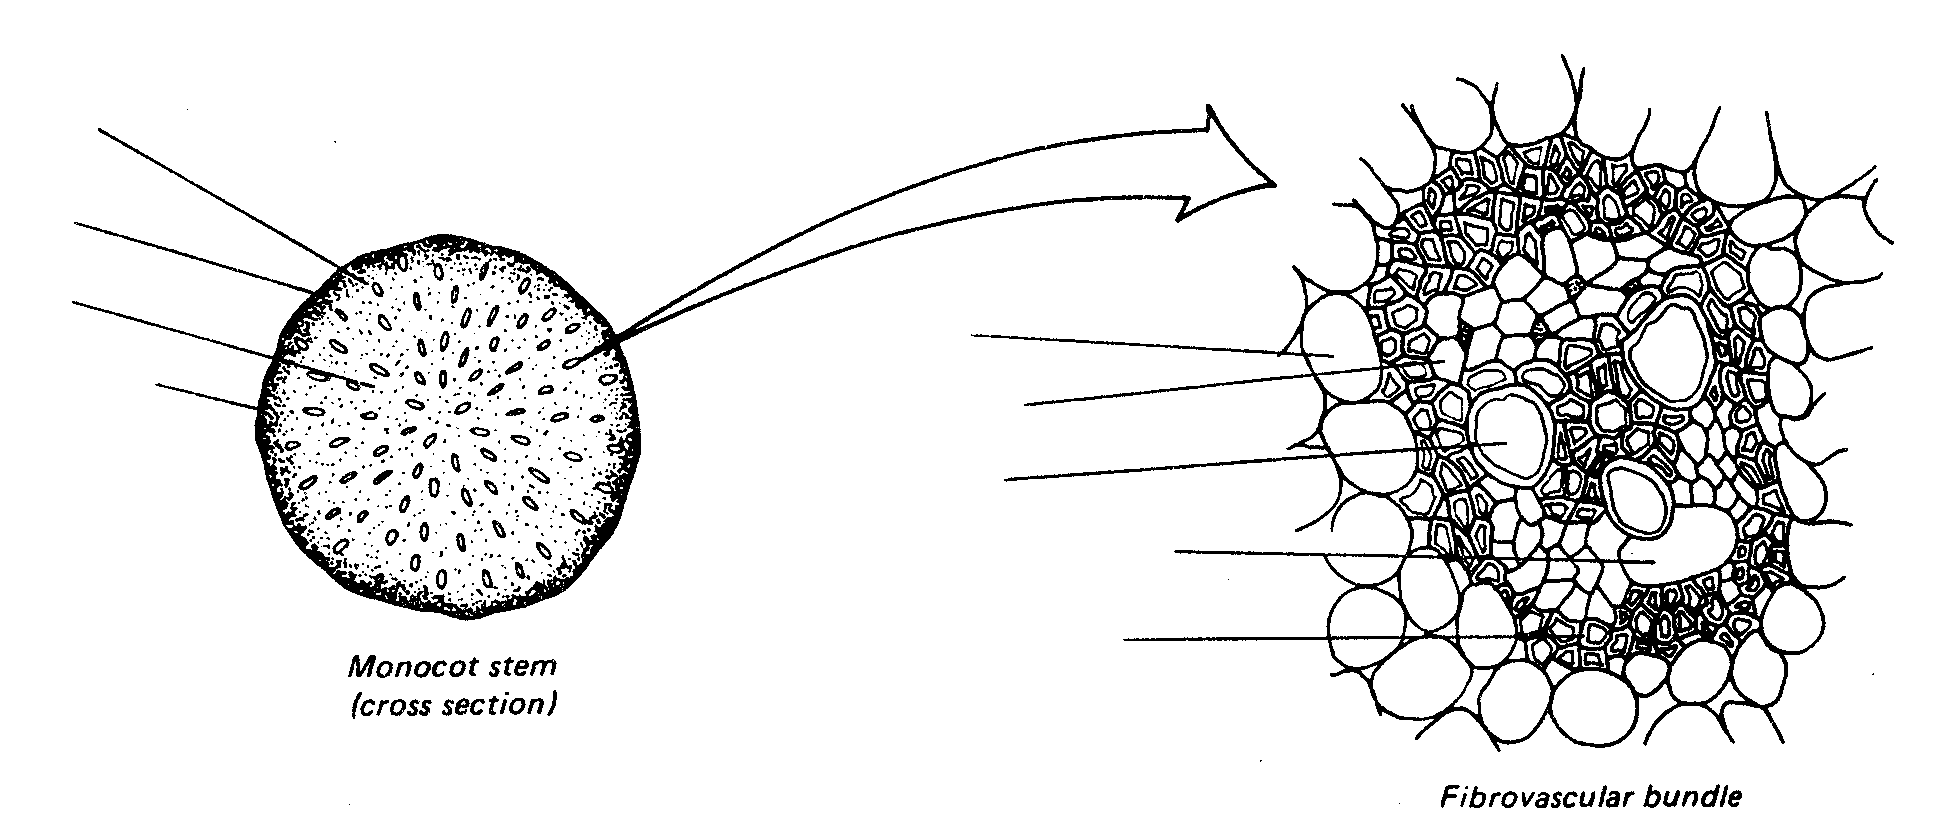 Monocot stem
(cross section)
Fibrovascular bundle